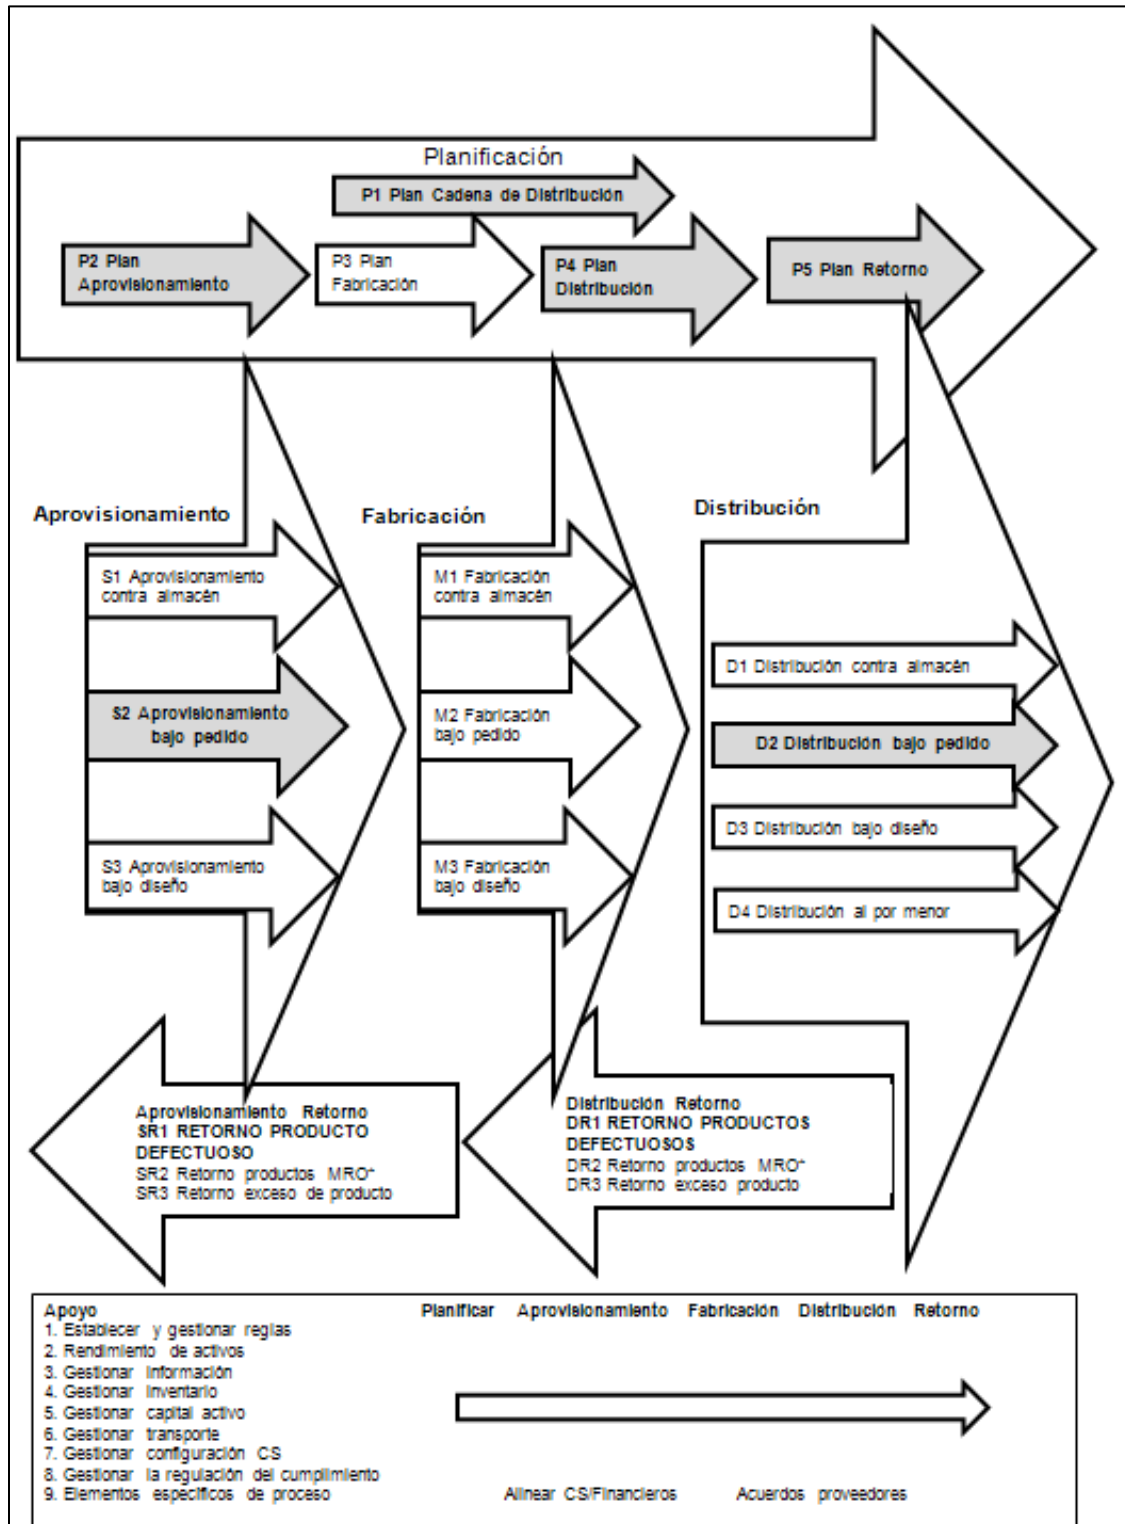 Planificación
P1 Plan Cadena de Distribución
P2 Plan
Aprovisionamiento
P3 Plan
Fabricación
P4 Plan
Distribución
P5 Plan Retorno
Aprovisionamiento
S1 Aprovisionamiento
contra almacén
S2 Aprovisionamiento
bajo pedido
S3 Aprovisionamiento
bajo diseño
Fabricación
M1 Fabricación
contra almacén
M2 Fabricación
bajo pedido
M3 Fabricación
bajo diseño
Distribución
D1 Distribución contra almacén
D2 Distribución bajo pedido
D3 Distribución bajo diseño
D4 Distribución al por menor
Aprovisionamiento Retorno
SR1 RETORNO PRODUCTO
DEFECTUOSO
SR2 Retorno productos MRO*
SR3 Retorno exceso de producto
Distribución Retorno
DR1 RETORNO PRODUCTOS
DEFECTUOSOS
DR2 Retorno productos MRO*
DR3 Retorno exceso producto
Apoyo
1. Establecer y gestionar reglas
2. Rendimiento de activos
3. Gestionar información
4. Gestionar inventario
5. Gestionar capital activo
6. Gestionar transporte
7. Gestionar configuración CS
8. Gestionar la regulación del cumplimiento
9. Elementos específicos de proceso
Planificar Aprovisionamiento Fabricación Distribución Retorno
Alinear CS/Financieros Acuerdos proveedores